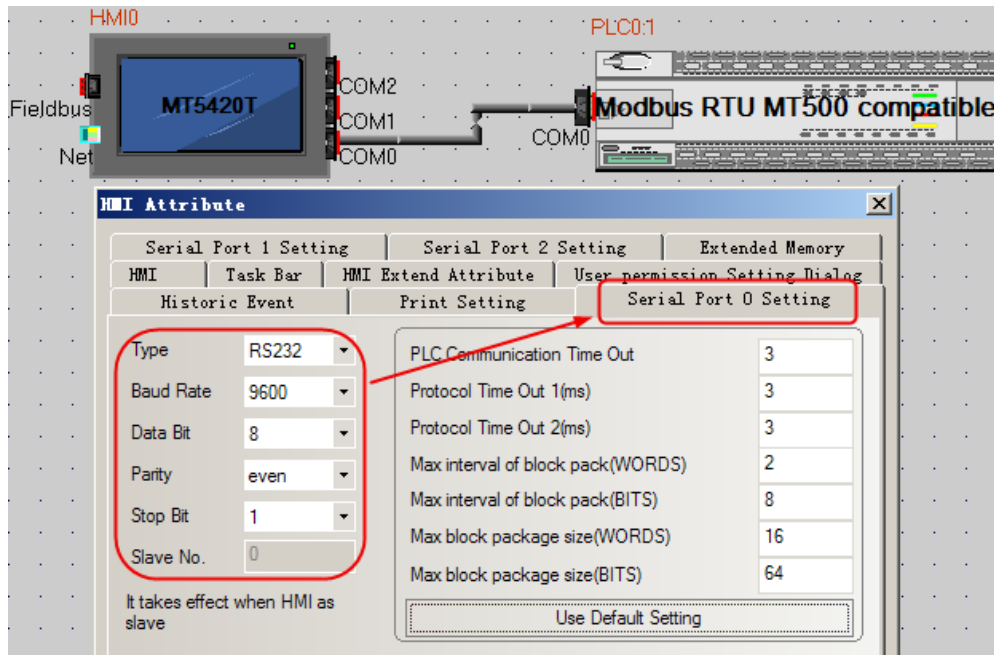 HMI0
PLC0:1
COM2
Fieldbus
MT5420T
COM1
Modbus RTU MT500 compatible
COM0
Net
COM0
HMI Attribute
Serial Port 1 Setting
Serial Port 2 Setting
Extended Memory
HMI
Task Bar
HMI Extend Attribute
User permission Setting Dialog
Historic Event
Print Setting
Serial Port 0 Setting
Type RS232
Baud Rate 9600
Data Bit 8
Parity even
Stop Bit 1
Slave No. 0
It takes effect when HMI as
slave
PLC Communication Time Out 3
Protocol Time Out 1(ms) 3
Protocol Time Out 2(ms) 3
Max interval of block pack(WORDS) 2
Max interval of block pack(BITS) 8
Max block package size(WORDS) 16
Max block package size(BITS) 64
Use Default Setting